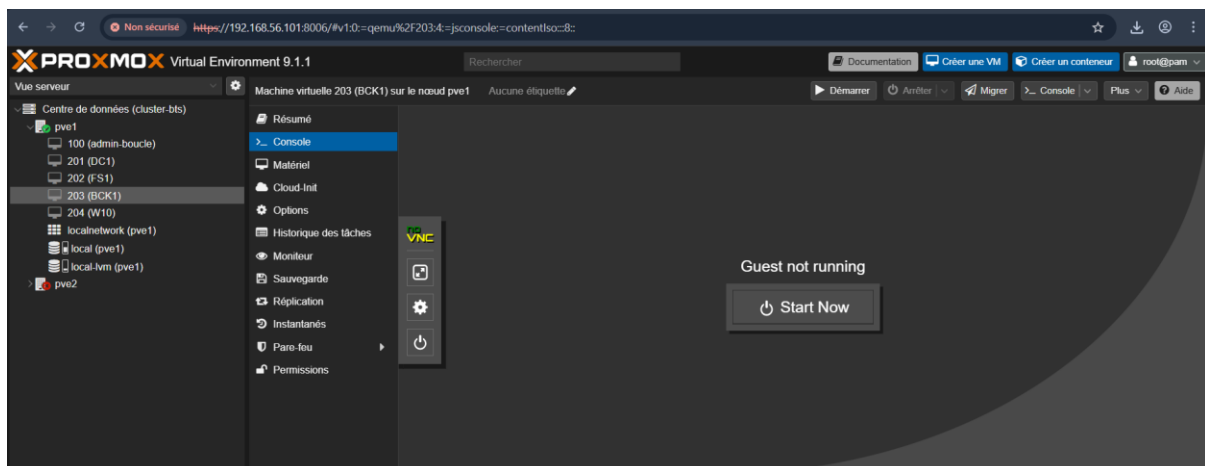 Non sécurisé https://192.168.56.101:8006/#v1:0:=qemu%2F203:4:=jsconsole:=contentIso:::8::
PROXMOX Virtual Environment 9.1.1 Rechercher Documentation Créer une VM Créer un conteneur root@pam
Vue serveur Machine virtuelle 203 (BCK1) sur le nœud pve1 Aucune étiquette Démarrer Arrêter Migrer Console Plus Aide
Centre de données (cluster-bts)
pve1
100 (admin-boucle)
201 (DC1)
202 (FS1)
203 (BCK1)
204 (W10)
localnetwork (pve1)
local (pve1)
local-lvm (pve1)
pve2
Résumé
Console
Matériel
Cloud-Init
Options
Historique des tâches
Moniteur
Sauvegarde
Réplication
Instantanés
Pare-feu
Permissions
no
VNC
Guest not running
Start Now